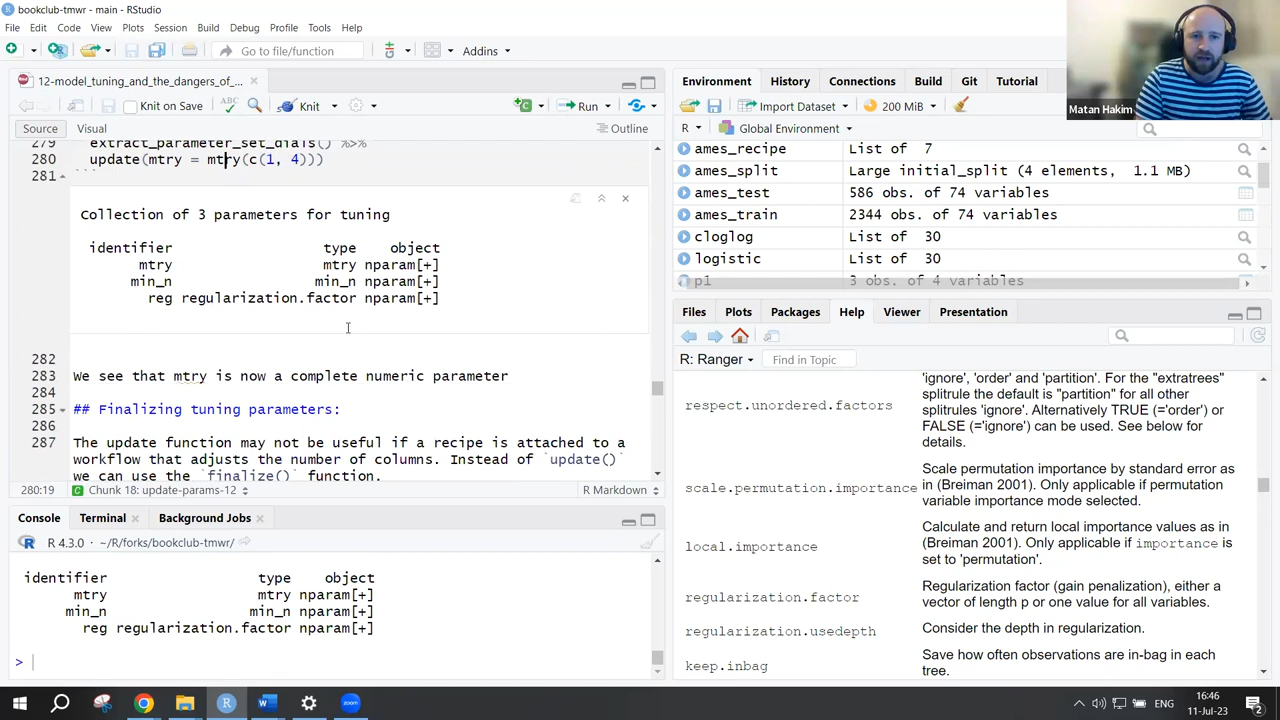 bookclub-tmwr - main - RStudio
File Edit Code View Plots Session Build Debug Profile Tools Help
Go to file/function
Addins
12-model_tuning_and_the_dangers_of_...
Knit on Save
ABC
Knit
Run
Source Visual
Outline
279 extract_parameter_set_dials() %>%
280 update(mtry = mtry(c(1, 4)))
281 ```
Collection of 3 parameters for tuning
identifier type object
mtry mtry nparam[+]
min_n min_n nparam[+]
reg regularization.factor nparam[+]
282
283 We see that mtry is now a complete numeric parameter
284
285 ## Finalizing tuning parameters:
286
287 The update function may not be useful if a recipe is attached to a
workflow that adjusts the number of columns. Instead of `update()`
we can use the `finalize()` function.
280:19 Chunk 18: update-params-12
R Markdown
Console Terminal Background Jobs
R 4.3.0 · ~/R/forks/bookclub-tmwr/
identifier type object
mtry mtry nparam[+]
min_n min_n nparam[+]
reg regularization.factor nparam[+]
>
Environment History Connections Build Git Tutorial
Import Dataset
200 MiB
R Global Environment
ames_recipe List of 7
ames_split Large initial_split (4 elements, 1.1 MB)
ames_test 586 obs. of 74 variables
ames_train 2344 obs. of 74 variables
cloglog List of 30
logistic List of 30
p1 3 obs. of 4 variables
Files Plots Packages Help Viewer Presentation
R: Ranger
Find in Topic
respect.unordered.factors
'ignore', 'order' and 'partition'. For the "extratrees"
splitrule the default is "partition" for all other
splitrules 'ignore'. Alternatively TRUE (='order') or
FALSE (='ignore') can be used. See below for
details.
scale.permutation.importance
Scale permutation importance by standard error as
in (Breiman 2001). Only applicable if permutation
variable importance mode selected.
local.importance
Calculate and return local importance values as in
(Breiman 2001). Only applicable if importance is
set to 'permutation'.
regularization.factor
Regularization factor (gain penalization), either a
vector of length p or one value for all variables.
regularization.usedepth
Consider the depth in regularization.
keep.inbag
Save how often observations are in-bag in each
tree.
Matan Hakim
ENG
16:46
11-Jul-23
2